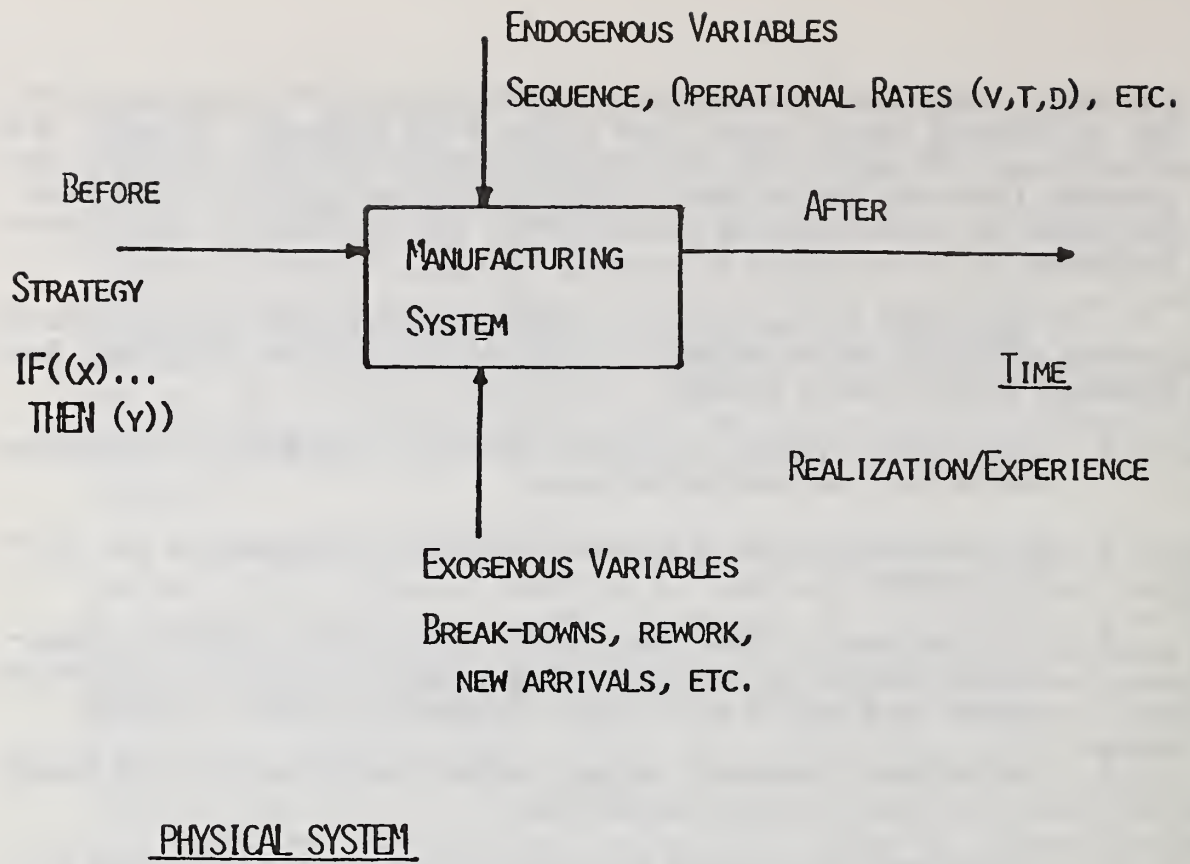 ENDOGENOUS VARIABLES
SEQUENCE, OPERATIONAL RATES (V,T,D), ETC.
BEFORE
AFTER
MANUFACTURING
SYSTEM
STRATEGY
IF((X)...
THEN (Y))
TIME
REALIZATION/EXPERIENCE
EXOGENOUS VARIABLES
BREAK-DOWNS, REWORK,
NEW ARRIVALS, ETC.
PHYSICAL SYSTEM